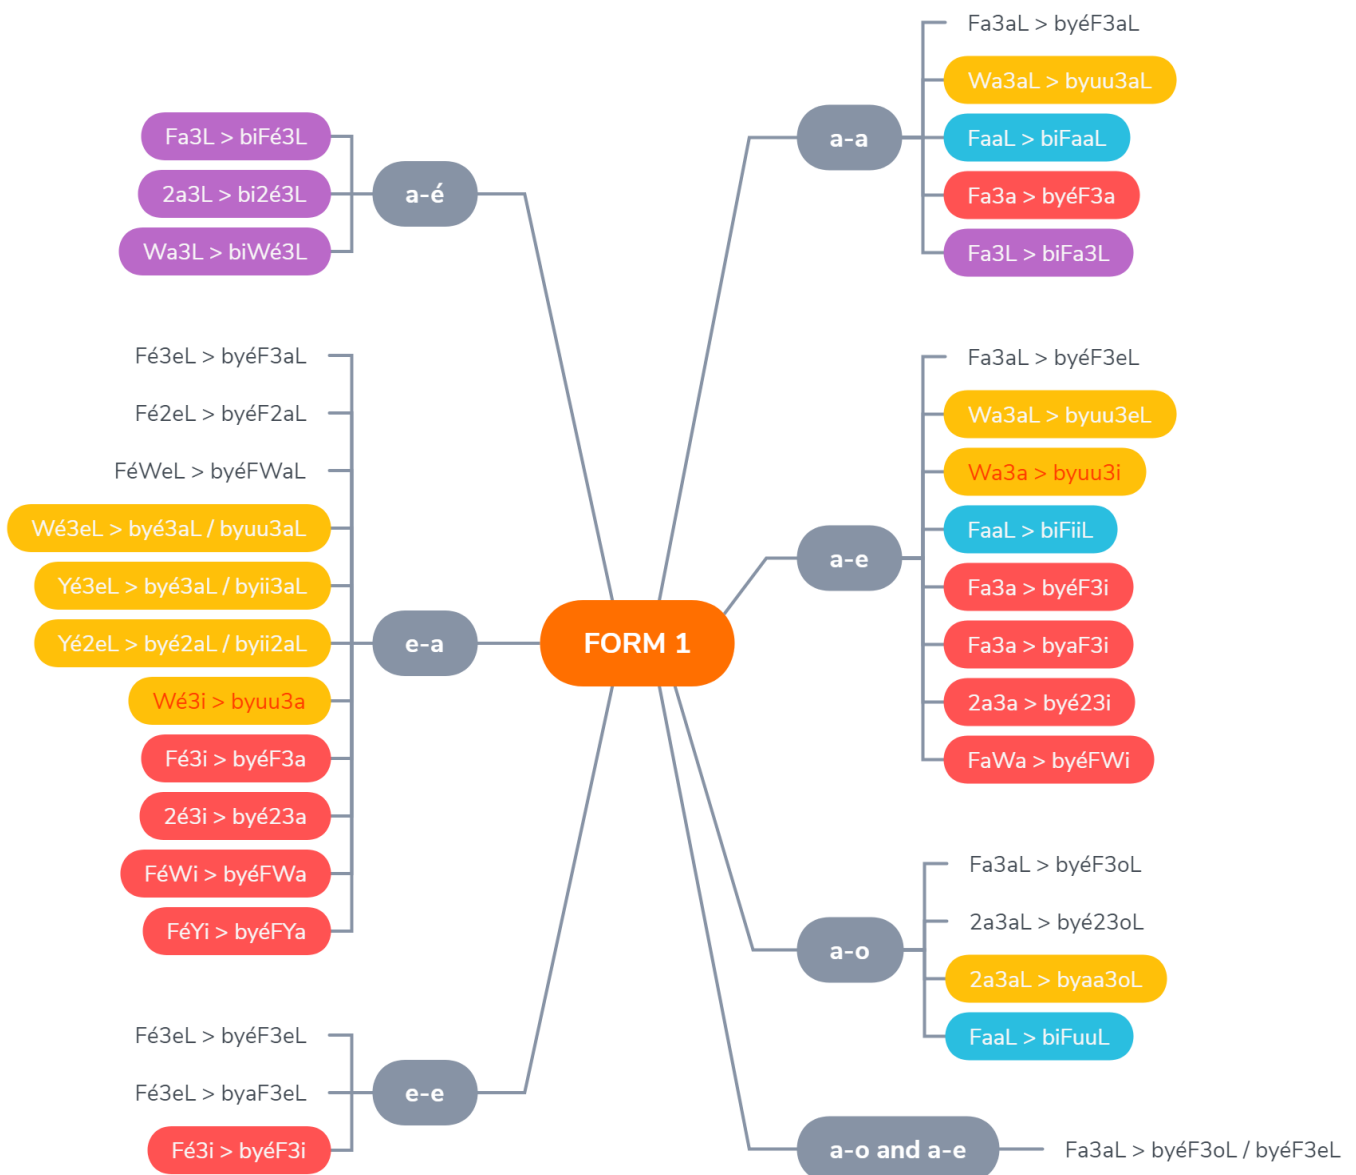 FORM 1
a-é
Fa3L > biFé3L
2a3L > bi2é3L
Wa3L > biWé3L
e-a
Fé3eL > byéF3aL
Fé2eL > byéF2aL
FéWeL > byéFWaL
Wé3eL > byé3aL / byuu3aL
Yé3eL > byé3aL / byii3aL
Yé2eL > byé2aL / byii2aL
Wé3i > byuu3a
Fé3i > byéF3a
2é3i > byé23a
FéWi > byéFWa
FéYi > byéFYa
e-e
Fé3eL > byéF3eL
Fé3eL > byaF3eL
Fé3i > byéF3i
a-a
Fa3aL > byéF3aL
Wa3aL > byuu3aL
FaaL > biFaaL
Fa3a > byéF3a
Fa3L > biFa3L
a-e
Fa3aL > byéF3eL
Wa3aL > byuu3eL
Wa3a > byuu3i
FaaL > biFiiL
Fa3a > byéF3i
Fa3a > byaF3i
2a3a > byé23i
FaWa > byéFWi
a-o
Fa3aL > byéF3oL
2a3aL > byé23oL
2a3aL > byaa3oL
FaaL > biFuuL
a-o and a-e
Fa3aL > byéF3oL / byéF3eL